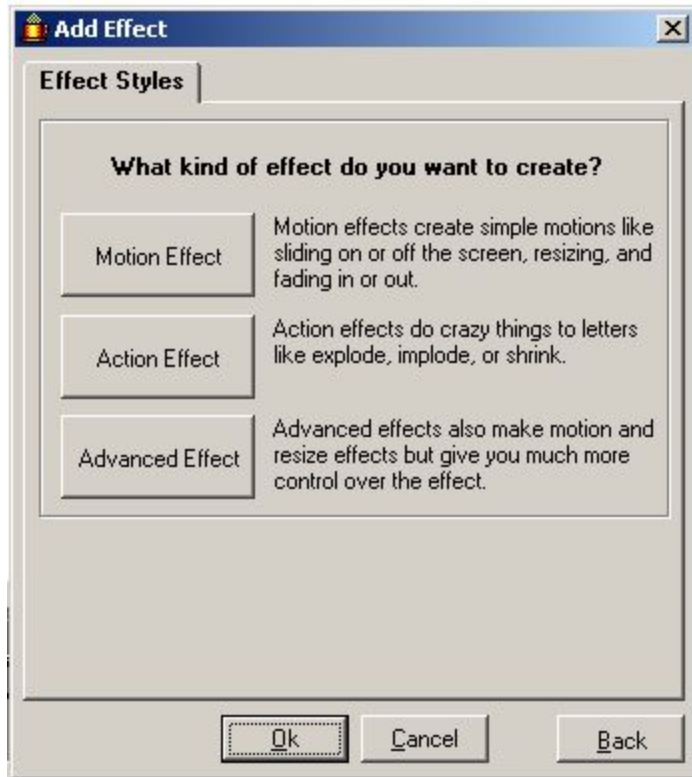 Add Effect
Effect Styles
What kind of effect do you want to create?
Motion Effect
Motion effects create simple motions like
sliding on or off the screen, resizing, and
fading in or out.
Action Effect
Action effects do crazy things to letters
like explode, implode, or shrink.
Advanced Effect
Advanced effects also make motion and
resize effects but give you much more
control over the effect.
Ok
Cancel
Back